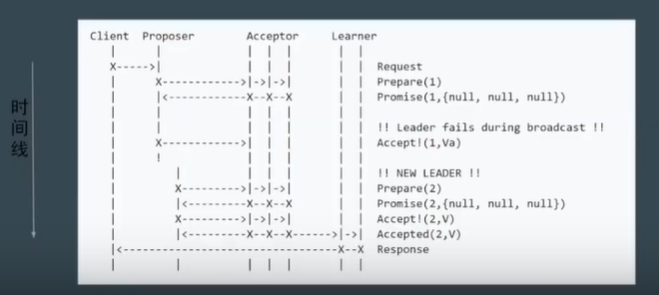 时间线
Client Proposer Acceptor Learner
| | | | | | |
X----->| | | | | | Request
| X---------->|->|->| | | Prepare(1)
| |<----------X--X--X | | Promise(1,{null, null, null})
| | | | | | |
| | | | | | | !! Leader fails during broadcast !!
| X---------->| | | | | Accept!(1,Va)
| ! | | | | |
| | | | | | | !! NEW LEADER !!
| X--------->|->|->| | | Prepare(2)
| |<---------X--X--X | | Promise(2,{null, null, null})
| X--------->|->|->| | | Accept!(2,V)
| |<---------X--X--X------>|->| Accepted(2,V)
|<---------------------------------X--X Response
| | | | | | |